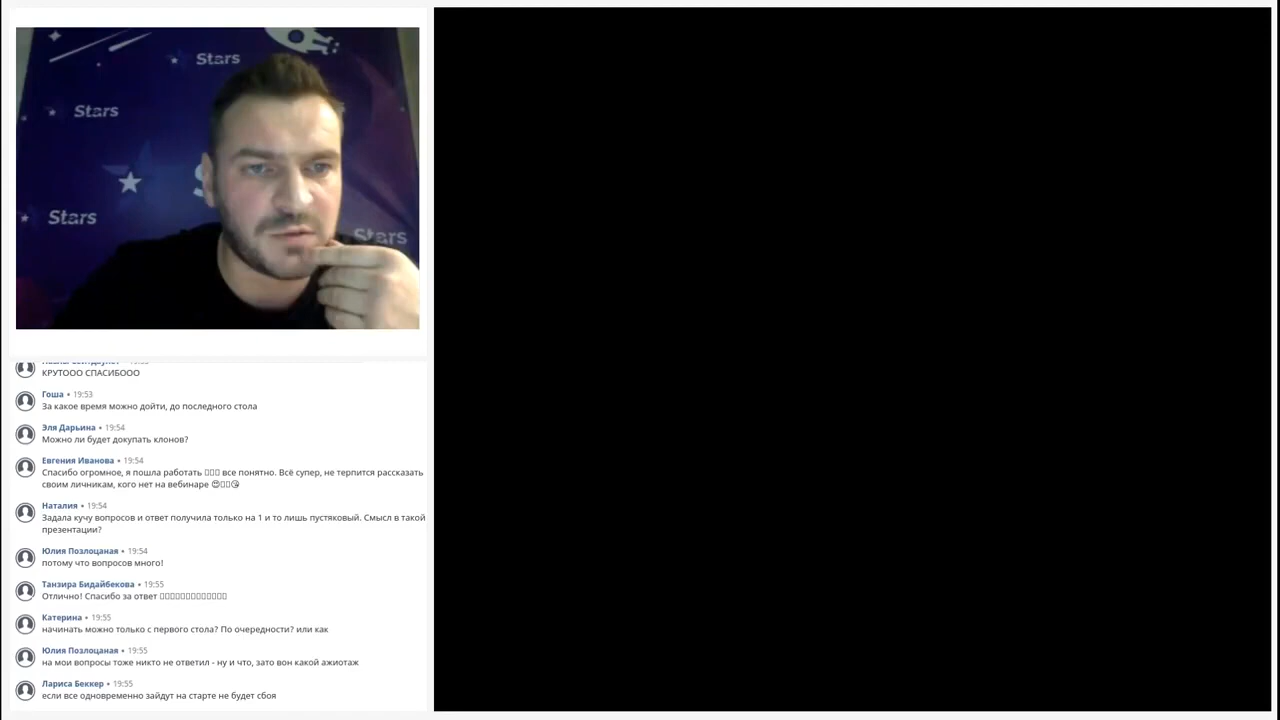 Stars
Stars
Stars
Stars
КРУТООО СПАСИБООО
Гоша • 19:53
За какое время можно дойти, до последного стола
Эля Дарьина • 19:54
Можно ли будет докупать клонов?
Евгения Иванова • 19:54
Спасибо огромное, я пошла работать ▯▯▯ все понятно. Всё супер, не терпится рассказать
своим личникам, кого нет на вебинаре 😍▯▯😘
Наталия • 19:54
Задала кучу вопросов и ответ получила только на 1 и то лишь пустяковый. Смысл в такой
презентации?
Юлия Позлоцаная • 19:54
потому что вопросов много!
Танзира Бидайбекова • 19:55
Отлично! Спасибо за ответ ▯▯▯▯▯▯▯▯▯▯▯▯▯
Катерина • 19:55
начинать можно только с первого стола? По очередности? или как
Юлия Позлоцаная • 19:55
на мои вопросы тоже никто не ответил - ну и что, зато вон какой ажиотаж
Лариса Беккер • 19:55
если все одновременно зайдут на старте не будет сбоя